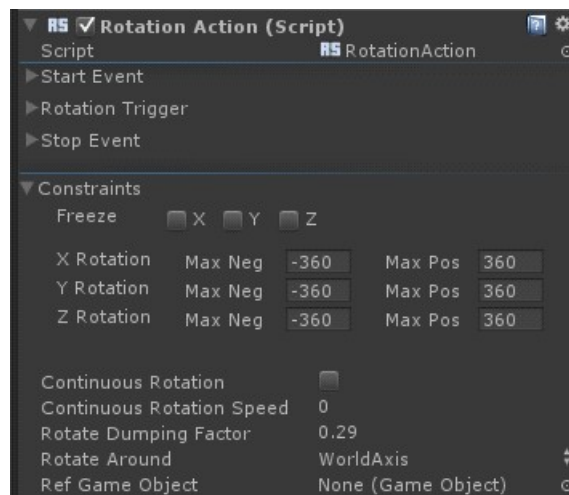 RS Rotation Action (Script)
Script RS RotationAction
Start Event
Rotation Trigger
Stop Event
Constraints
Freeze X Y Z
X Rotation Max Neg -360 Max Pos 360
Y Rotation Max Neg -360 Max Pos 360
Z Rotation Max Neg -360 Max Pos 360
Continuous Rotation
Continuous Rotation Speed 0
Rotate Dumping Factor 0.29
Rotate Around WorldAxis
Ref Game Object None (Game Object)